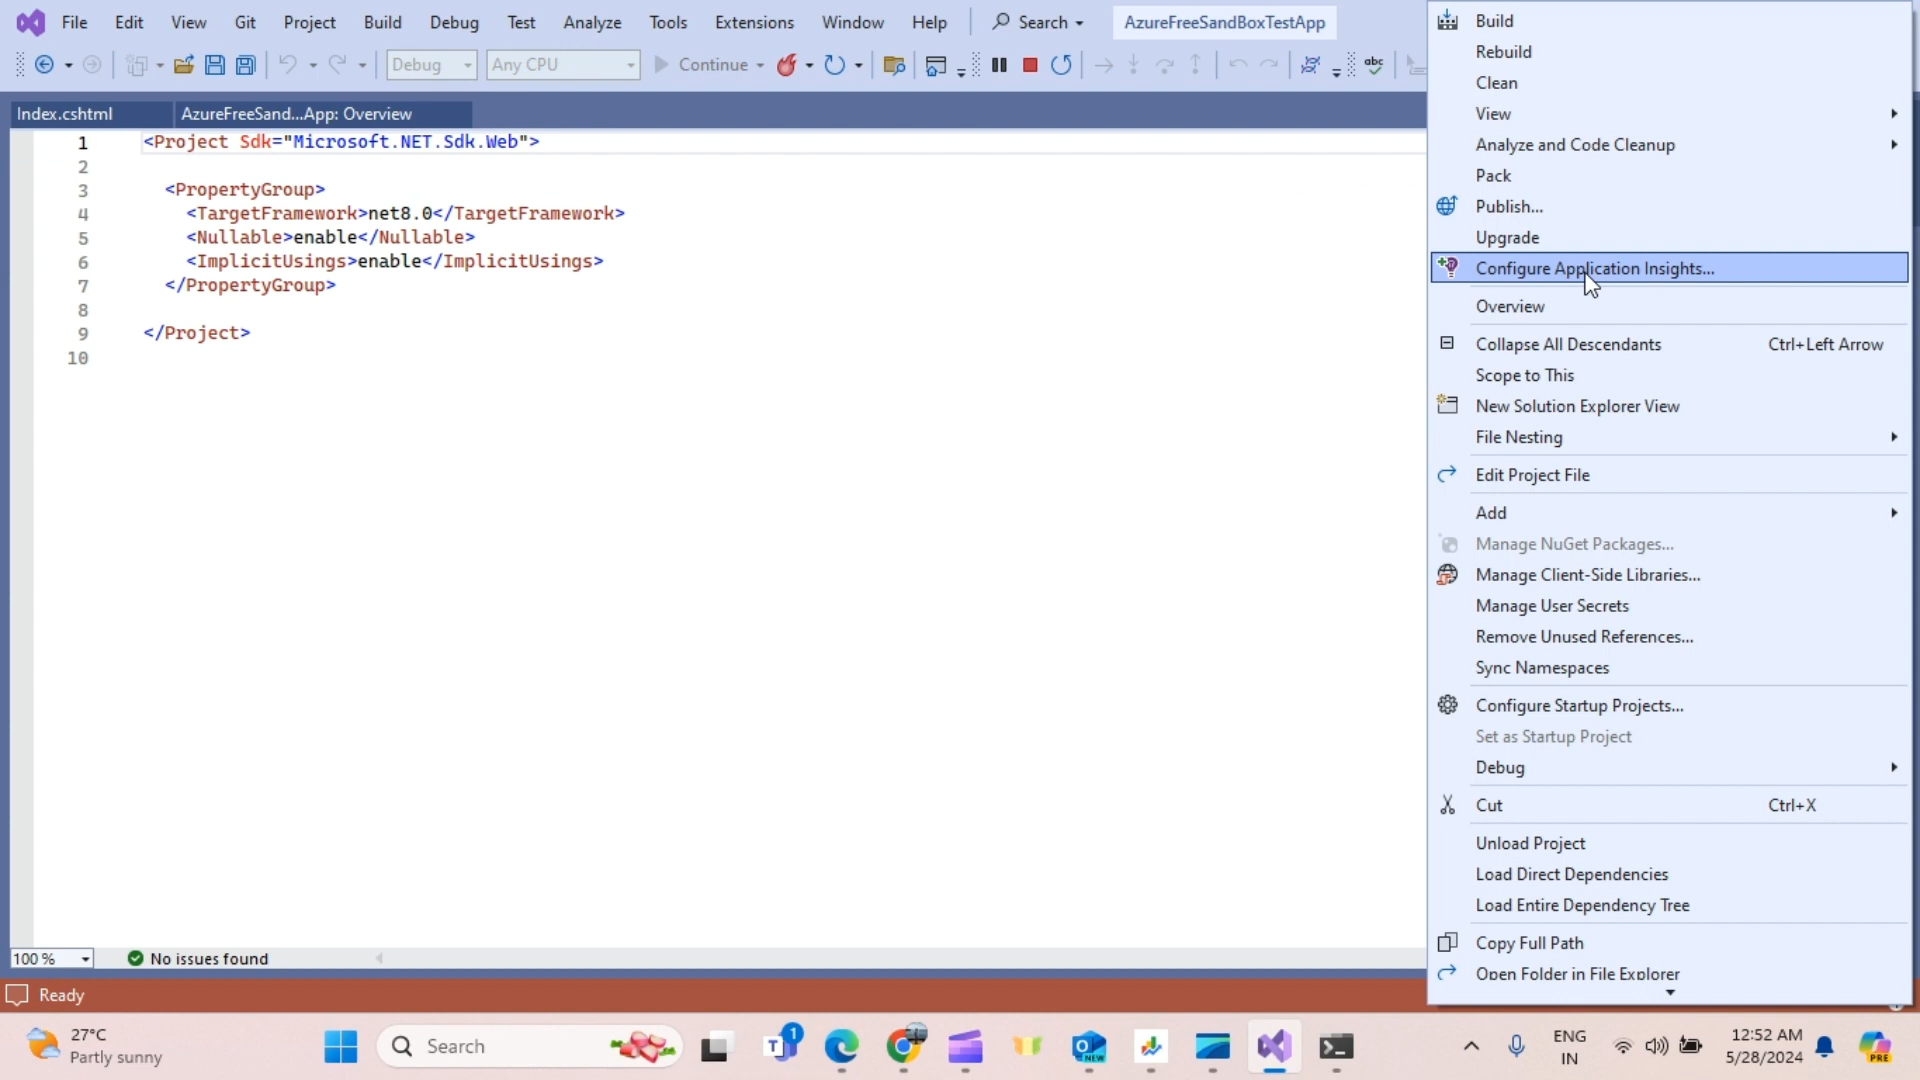 File Edit View Git Project Build Debug Test Analyze Tools Extensions Window Help Search AzureFreeSandBoxTestApp
Debug Any CPU Continue abc
Index.cshtml AzureFreeSand...App: Overview
1 <Project Sdk="Microsoft.NET.Sdk.Web">
2
3 <PropertyGroup>
4 <TargetFramework>net8.0</TargetFramework>
5 <Nullable>enable</Nullable>
6 <ImplicitUsings>enable</ImplicitUsings>
7 </PropertyGroup>
8
9 </Project>
10
100 % No issues found
Ready
Build
Rebuild
Clean
View
Analyze and Code Cleanup
Pack
Publish...
Upgrade
Configure Application Insights...
Overview
Collapse All Descendants Ctrl+Left Arrow
Scope to This
New Solution Explorer View
File Nesting
Edit Project File
Add
Manage NuGet Packages...
Manage Client-Side Libraries...
Manage User Secrets
Remove Unused References...
Sync Namespaces
Configure Startup Projects...
Set as Startup Project
Debug
Cut Ctrl+X
Unload Project
Load Direct Dependencies
Load Entire Dependency Tree
Copy Full Path
Open Folder in File Explorer
27°C
Partly sunny
Search
1
NEW
ENG
IN
12:52 AM
5/28/2024
PRE